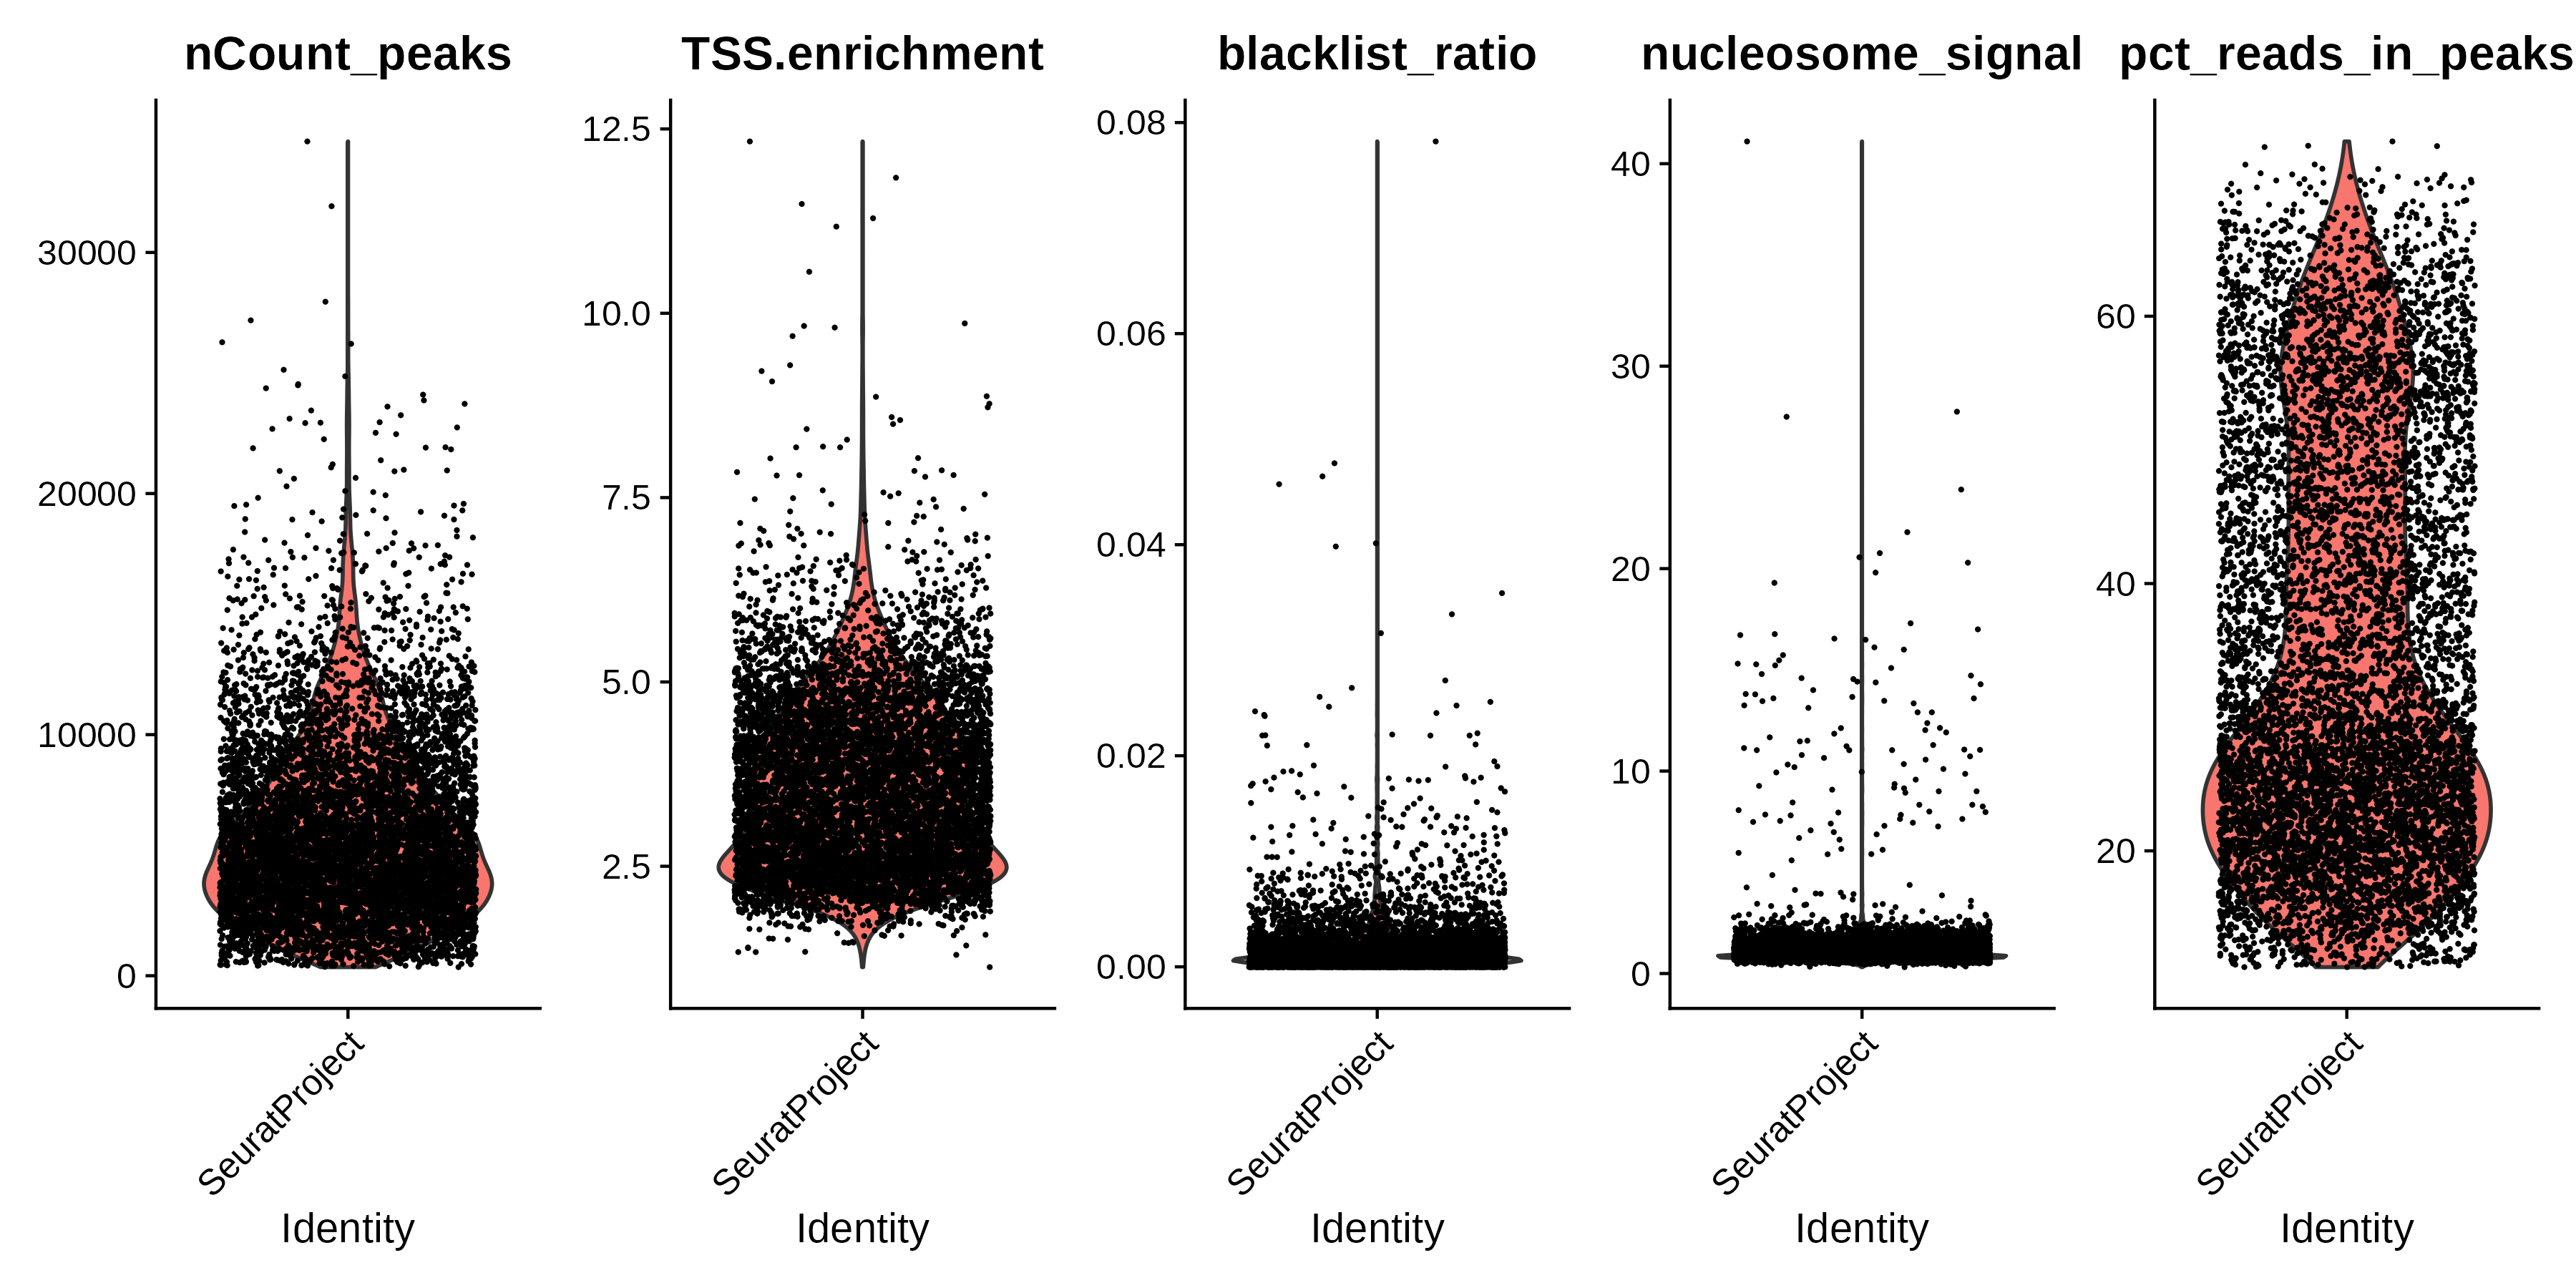 nCount_peaks
30000
20000
10000
0
SeuratProject
Identity
TSS.enrichment
12.5
10.0
7.5
5.0
2.5
SeuratProject
Identity
blacklist_ratio
0.08
0.06
0.04
0.02
0.00
SeuratProject
Identity
nucleosome_signal
40
30
20
10
0
SeuratProject
Identity
pct_reads_in_peaks
60
40
20
SeuratProject
Identity